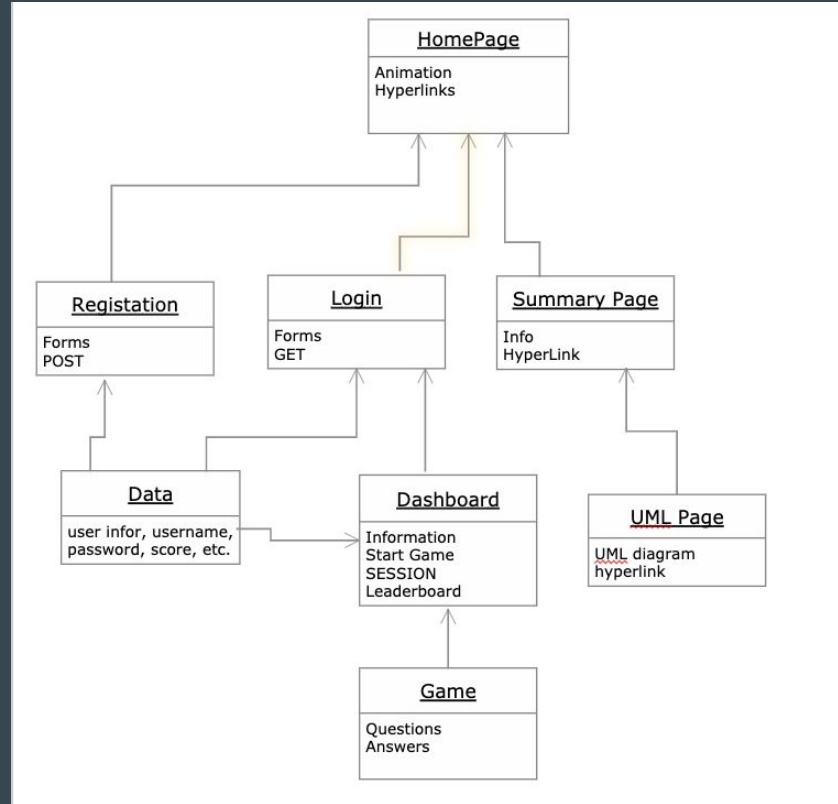 HomePage
Animation
Hyperlinks
Registation
Forms
POST
Login
Forms
GET
Summary Page
Info
HyperLink
Data
user infor, username,
password, score, etc.
Dashboard
Information
Start Game
SESSION
Leaderboard
UML Page
UML diagram
hyperlink
Game
Questions
Answers